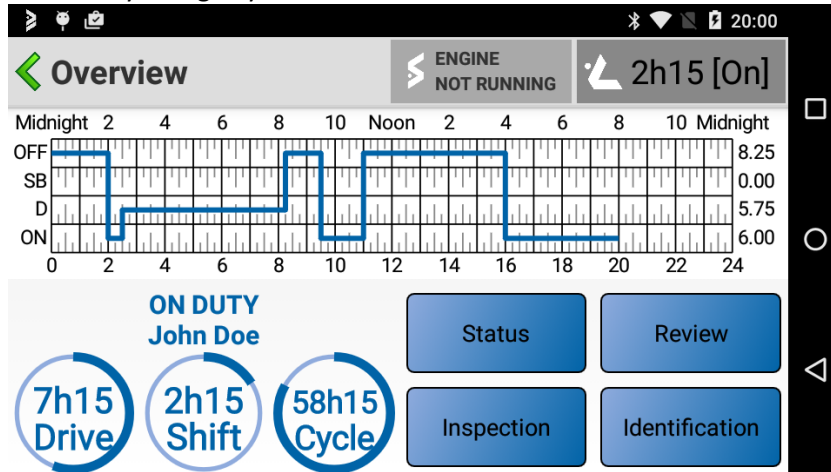 20:00
Overview
ENGINE
NOT RUNNING
2h15 [On]
Midnight 2 4 6 8 10 Noon 2 4 6 8 10 Midnight
OFF 8.25
SB 0.00
D 5.75
ON 6.00
0 2 4 6 8 10 12 14 16 18 20 22 24
ON DUTY
John Doe
7h15
Drive
2h15
Shift
58h15
Cycle
Status
Review
Inspection
Identification